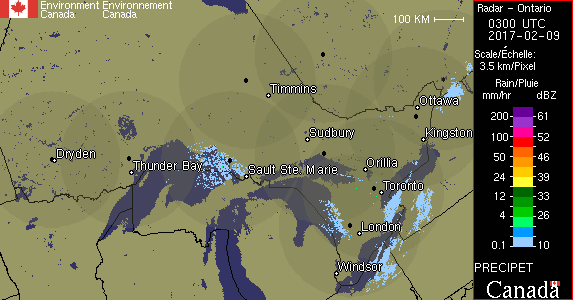 Environment Environnement
Canada Canada
100 KM
Timmins
Ottawa
Sudbury
Kingston
Dryden
Thunder Bay
Sault Ste. Marie
Orillia
Toronto
London
Windsor
Radar - Ontario
0300 UTC
2017-02-09
Scale/Échelle:
3.5 km/Pixel
Rain/Pluie
mm/hr dBZ
200 61
100 52
50 46
24 39
12 33
4 26
0.1 10
PRECIPET
Canada